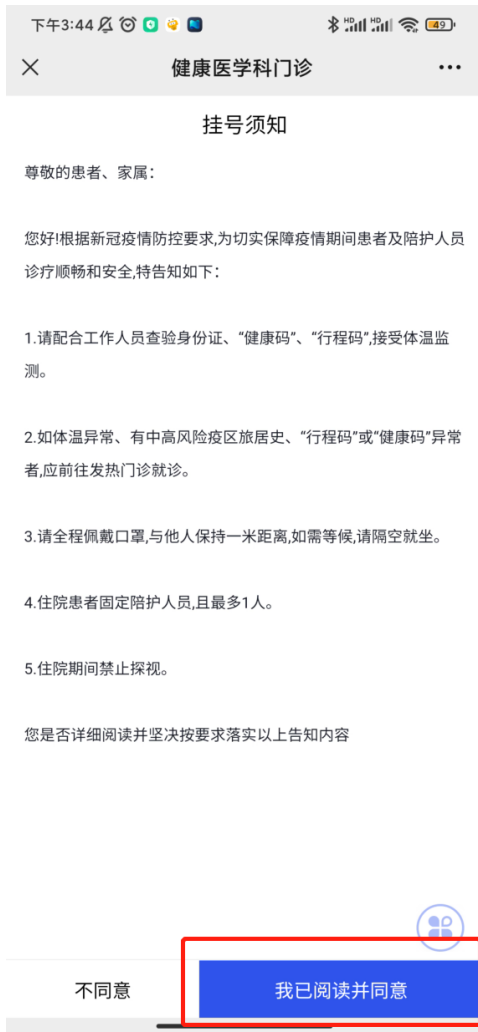 下午3:44
HD HD 49
健康医学科门诊
挂号须知
尊敬的患者、家属：
您好!根据新冠疫情防控要求,为切实保障疫情期间患者及陪护人员
诊疗顺畅和安全,特告知如下：
1.请配合工作人员查验身份证、“健康码”、“行程码”,接受体温监
测。
2.如体温异常、有中高风险疫区旅居史、“行程码”或“健康码”异常
者,应前往发热门诊就诊。
3.请全程佩戴口罩,与他人保持一米距离,如需等候,请隔空就坐。
4.住院患者固定陪护人员,且最多1人。
5.住院期间禁止探视。
您是否详细阅读并坚决按要求落实以上告知内容
不同意
我已阅读并同意